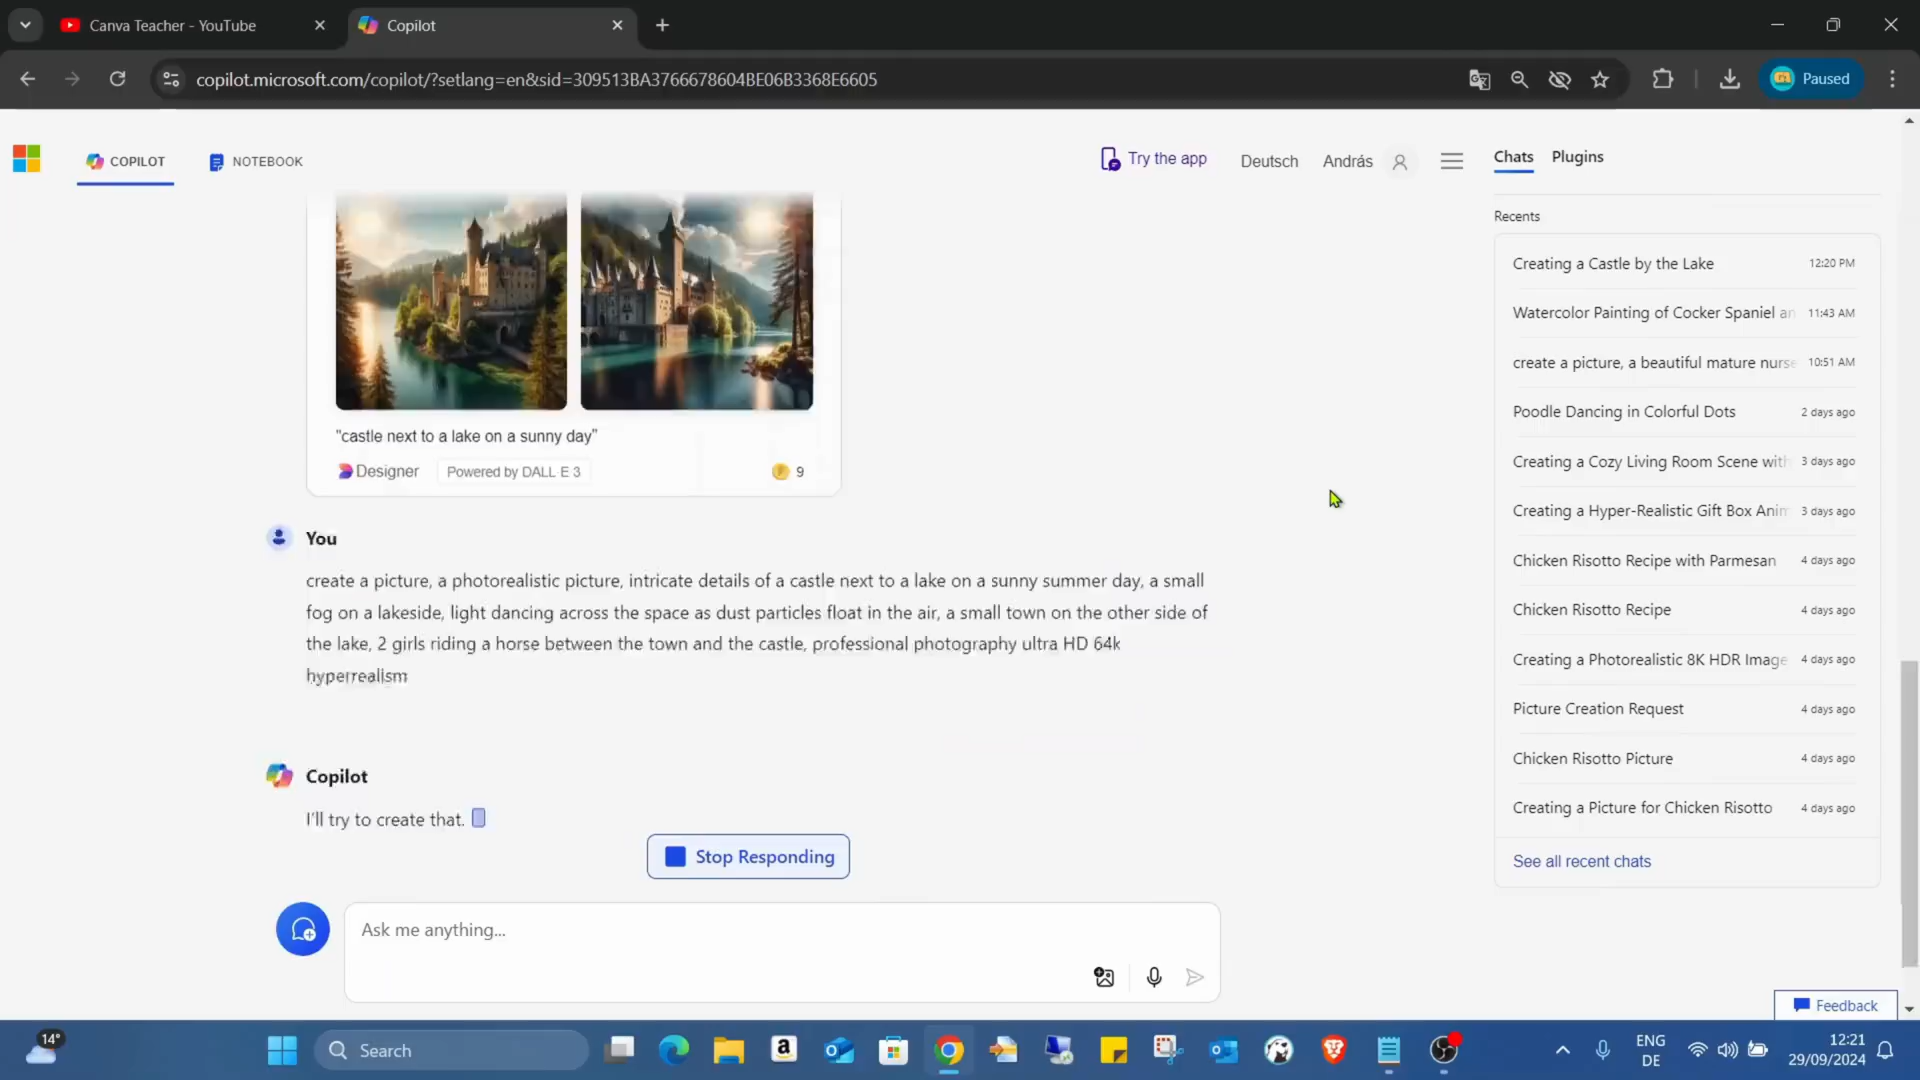 Canva Teacher - YouTube
Copilot
copilot.microsoft.com/copilot/?setlang=en&sid=309513BA3766678604BE06B3368E6605
Paused
COPILOT
NOTEBOOK
Try the app
Deutsch
András
Chats
Plugins
Recents
Creating a Castle by the Lake 12:20 PM
Watercolor Painting of Cocker Spaniel an 11:43 AM
create a picture, a beautiful mature nurse 10:51 AM
Poodle Dancing in Colorful Dots 2 days ago
Creating a Cozy Living Room Scene with 3 days ago
Creating a Hyper-Realistic Gift Box Anim 3 days ago
Chicken Risotto Recipe with Parmesan 4 days ago
Chicken Risotto Recipe 4 days ago
Creating a Photorealistic 8K HDR Image 4 days ago
Picture Creation Request 4 days ago
Chicken Risotto Picture 4 days ago
Creating a Picture for Chicken Risotto 4 days ago
See all recent chats
"castle next to a lake on a sunny day"
Designer
Powered by DALL·E 3
9
You
create a picture, a photorealistic picture, intricate details of a castle next to a lake on a sunny summer day, a small
fog on a lakeside, light dancing across the space as dust particles float in the air, a small town on the other side of
the lake, 2 girls riding a horse between the town and the castle, professional photography ultra HD 64k
hyperrealism
Copilot
I'll try to create that.
Stop Responding
Ask me anything...
Feedback
14°
Search
a
ENG
DE
12:21
29/09/2024